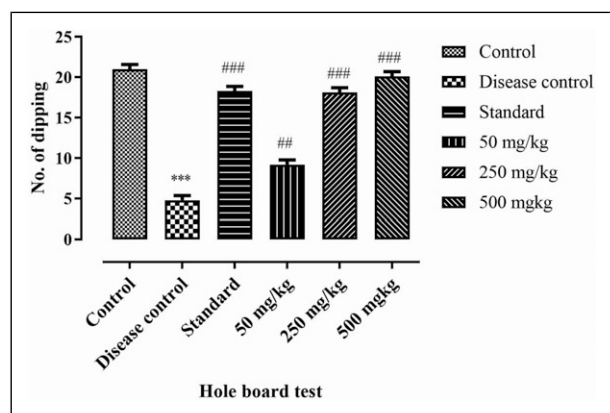 25
20
15
10
5
0
No. of dipping
***
###
##
###
###
Control
Disease control
Standard
50 mg/kg
250 mg/kg
500 mgkg
Hole board test
Control
Disease control
Standard
50 mg/kg
250 mg/kg
500 mgkg